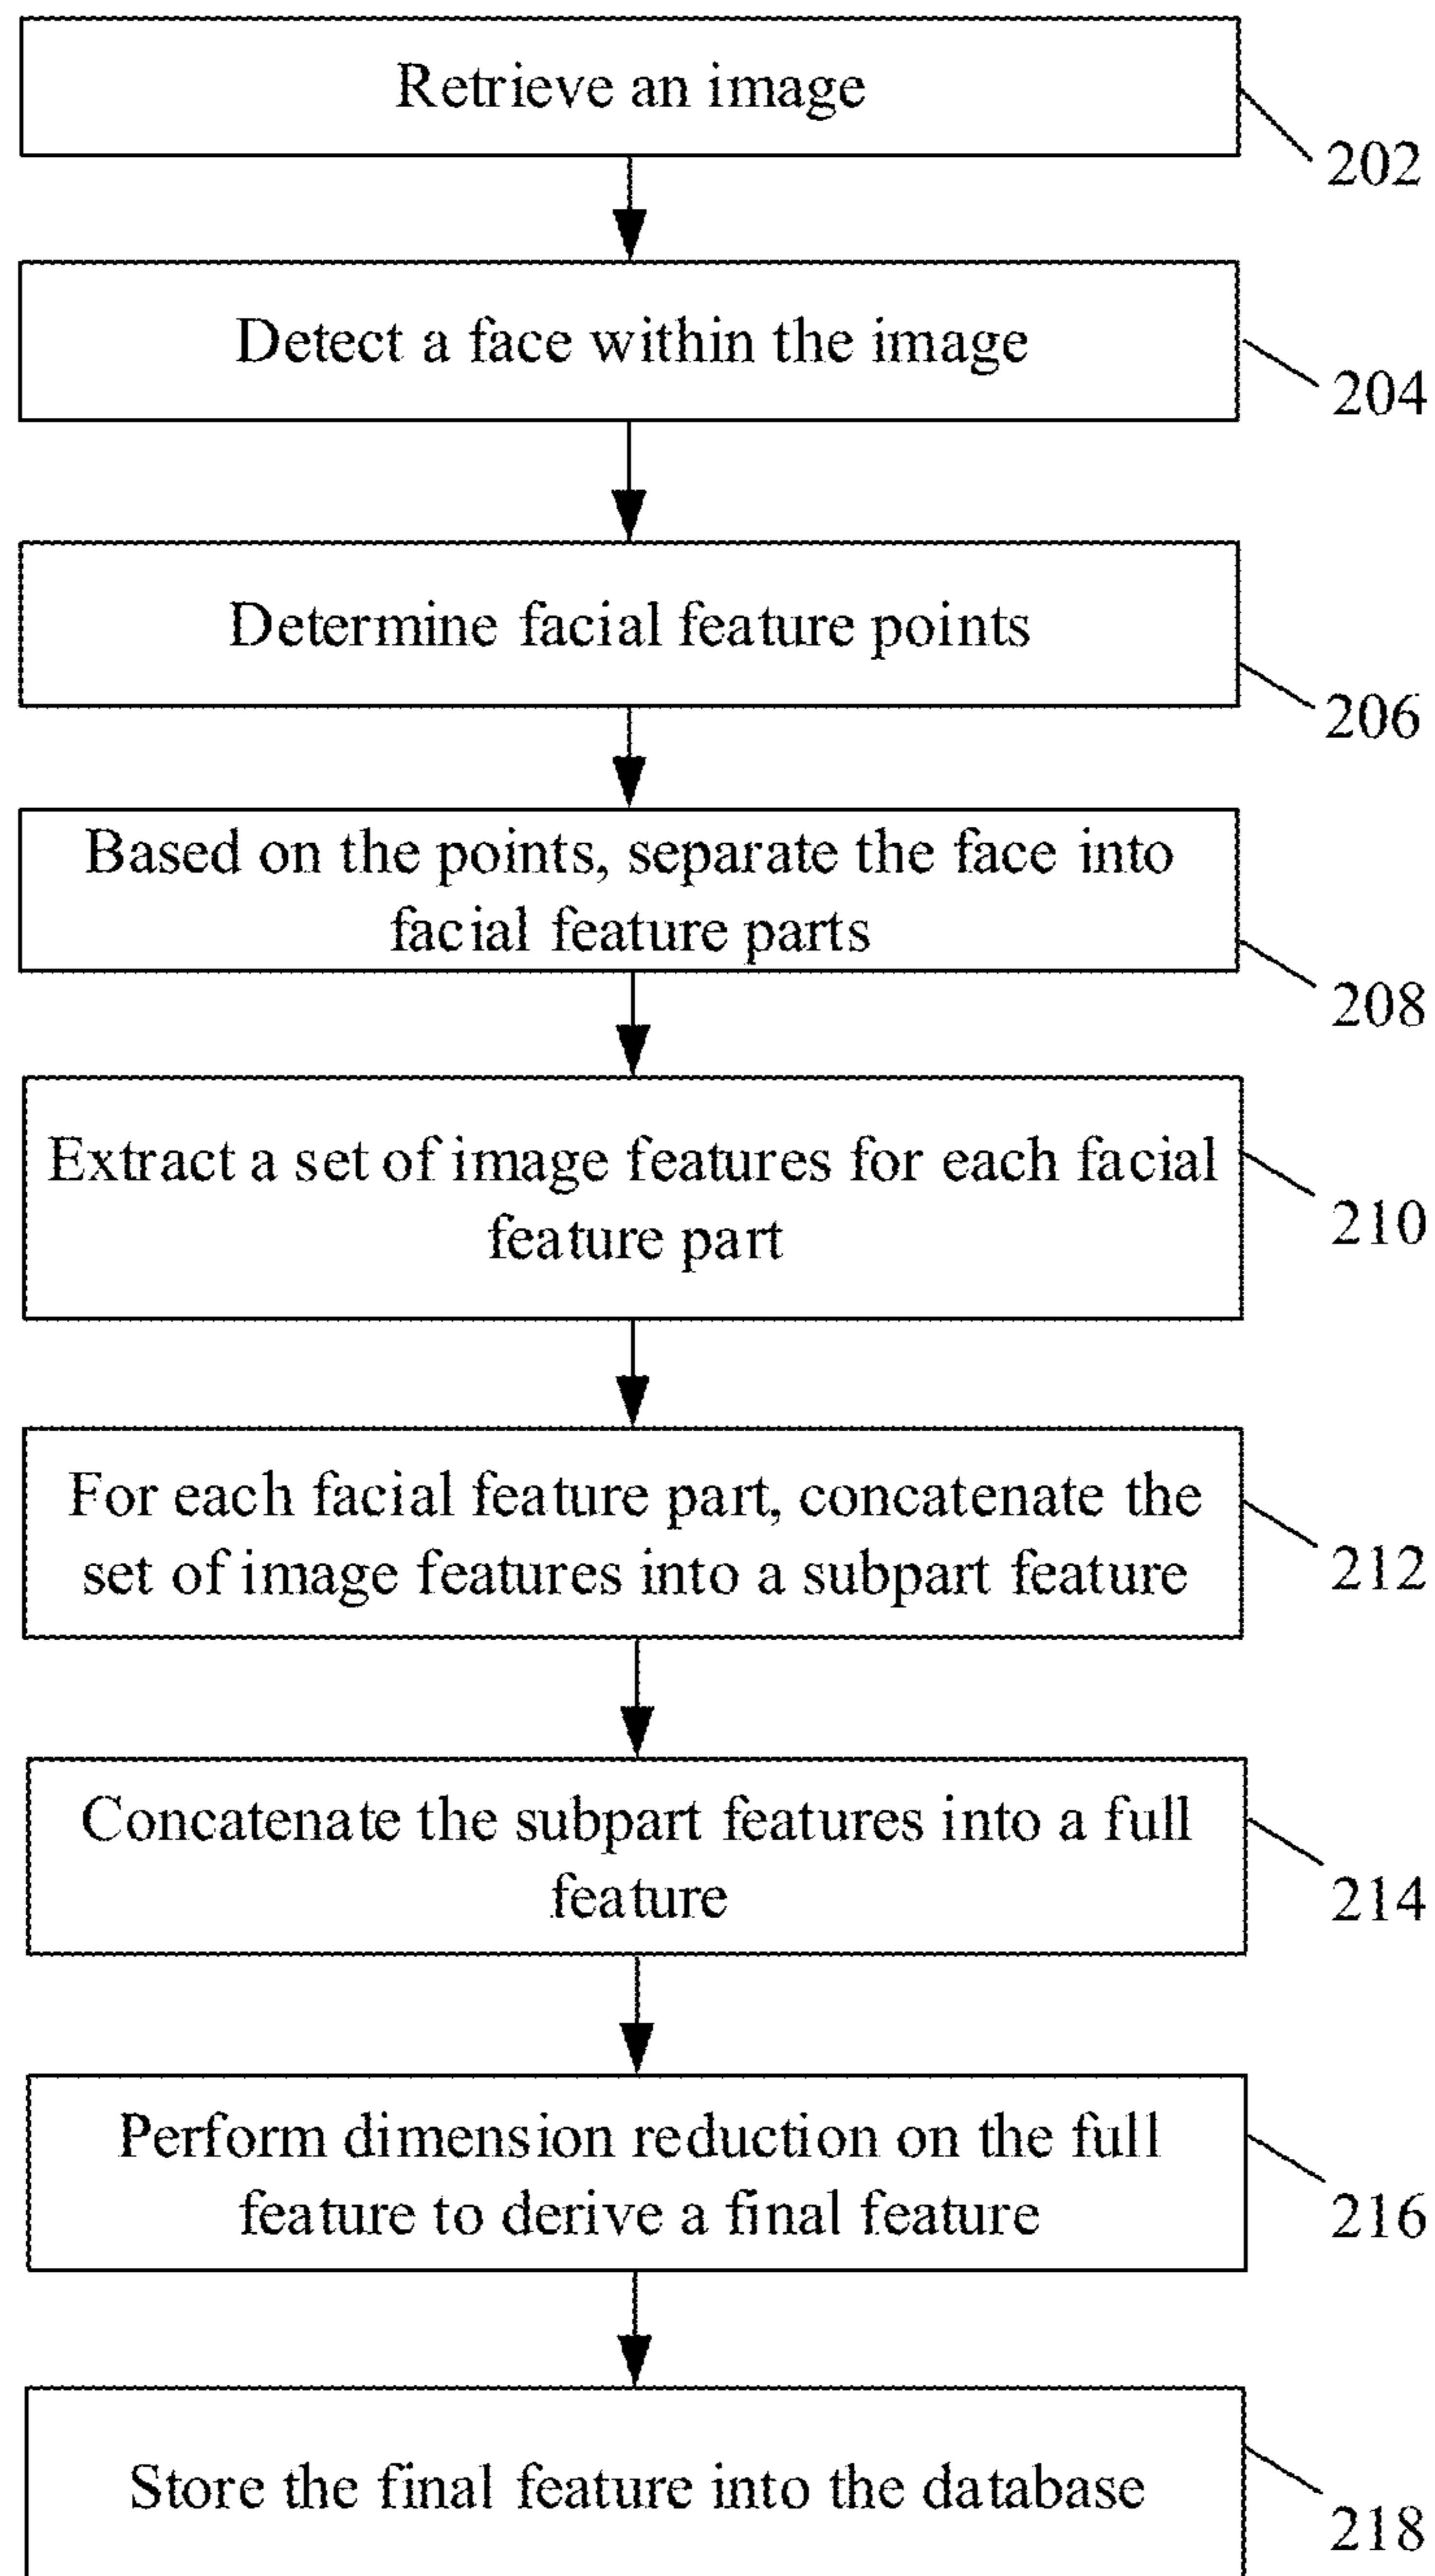 Retrieve an image
202
Detect a face within the image
204
Determine facial feature points
206
Based on the points, separate the face into
facial feature parts
208
Extract a set of image features for each facial
feature part
210
For each facial feature part, concatenate the
set of image features into a subpart feature
212
Concatenate the subpart features into a full
feature
214
Perform dimension reduction on the full
feature to derive a final feature
216
Store the final feature into the database
218